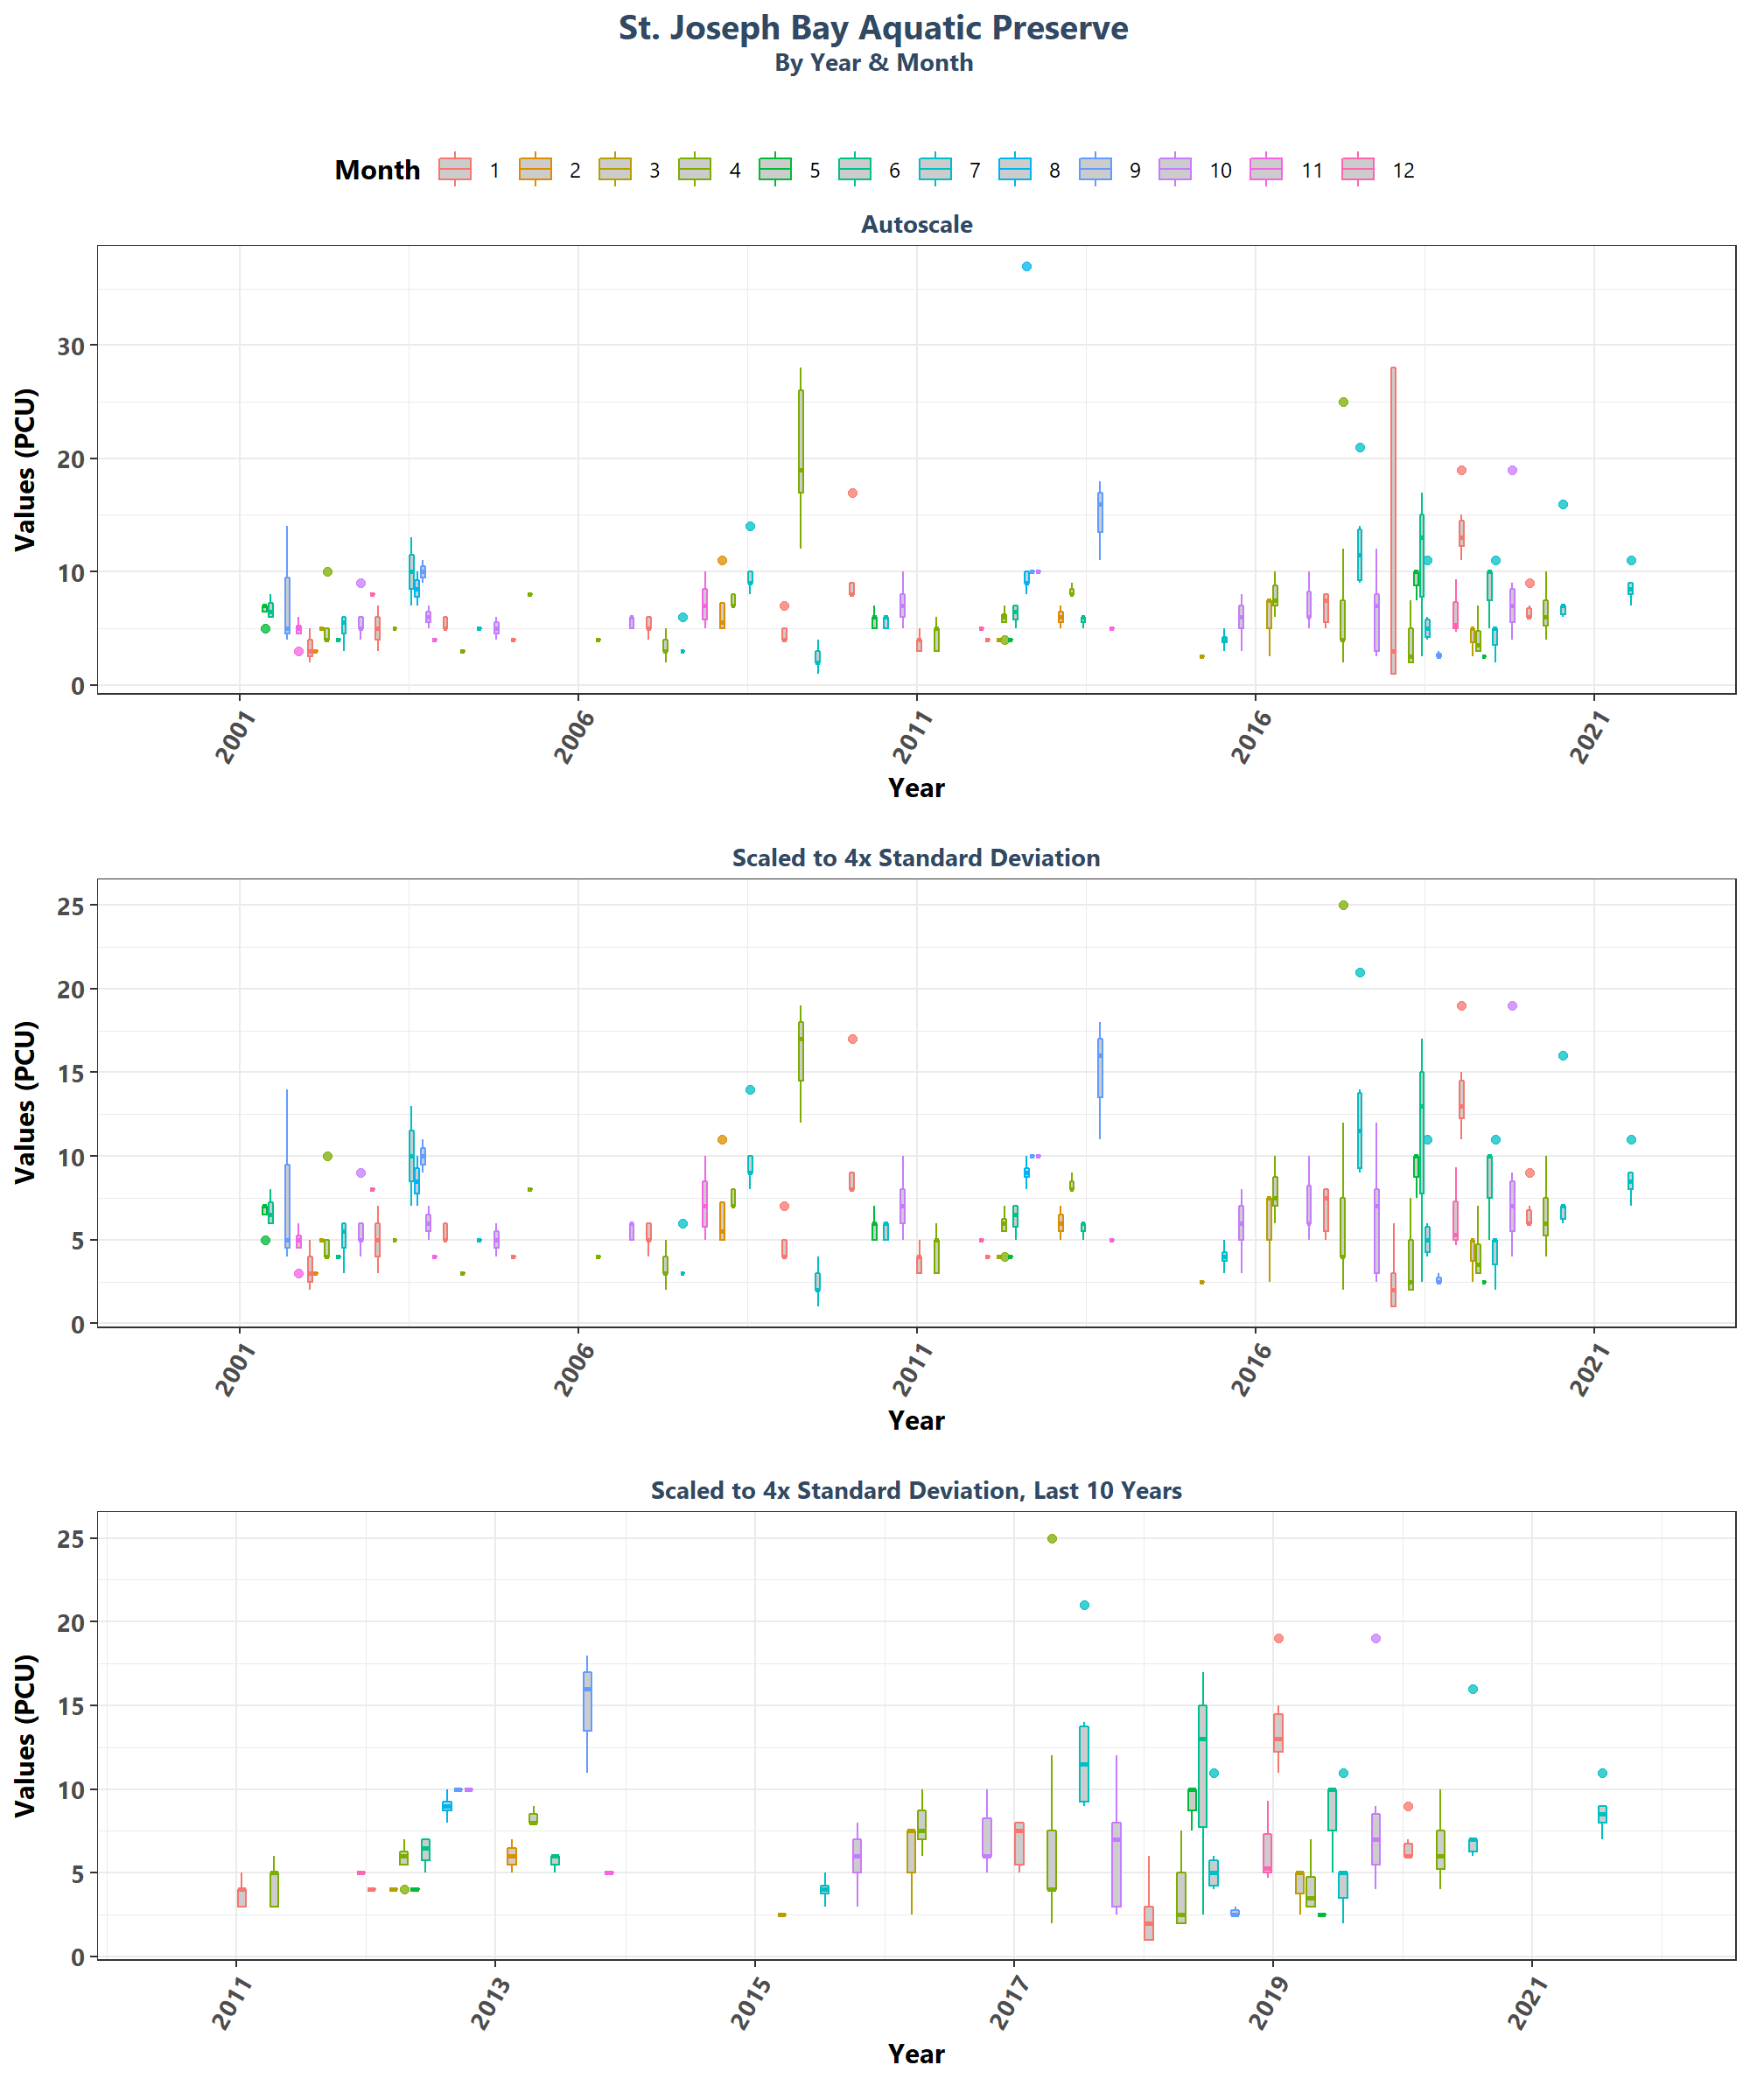 St. Joseph Bay Aquatic Preserve
By Year & Month
Month 1 2 3 4 5 6 7 8 9 10 11 12
Autoscale
Values (PCU)
30
20
10
0
2001 2006 2011 2016 2021
Year
Scaled to 4x Standard Deviation
Values (PCU)
25
20
15
10
5
0
2001 2006 2011 2016 2021
Year
Scaled to 4x Standard Deviation, Last 10 Years
Values (PCU)
25
20
15
10
5
0
2011 2013 2015 2017 2019 2021
Year